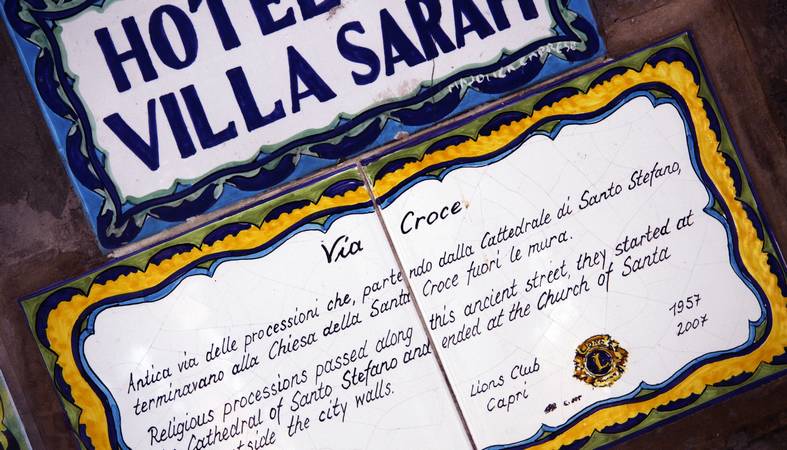 HOTEL
VILLA SARAH
MAJOLICA EXPRESS
Via Croce
Antica via delle processioni che, partendo dalla Cattedrale di Santo Stefano,
terminavano alla Chiesa della Santa Croce fuori le mura.
Religious processions passed along this ancient street, they started at
Cathedral of Santo Stefano and ended at the Church of Santa
the city walls.
1957
2007
Lions Club
Capri